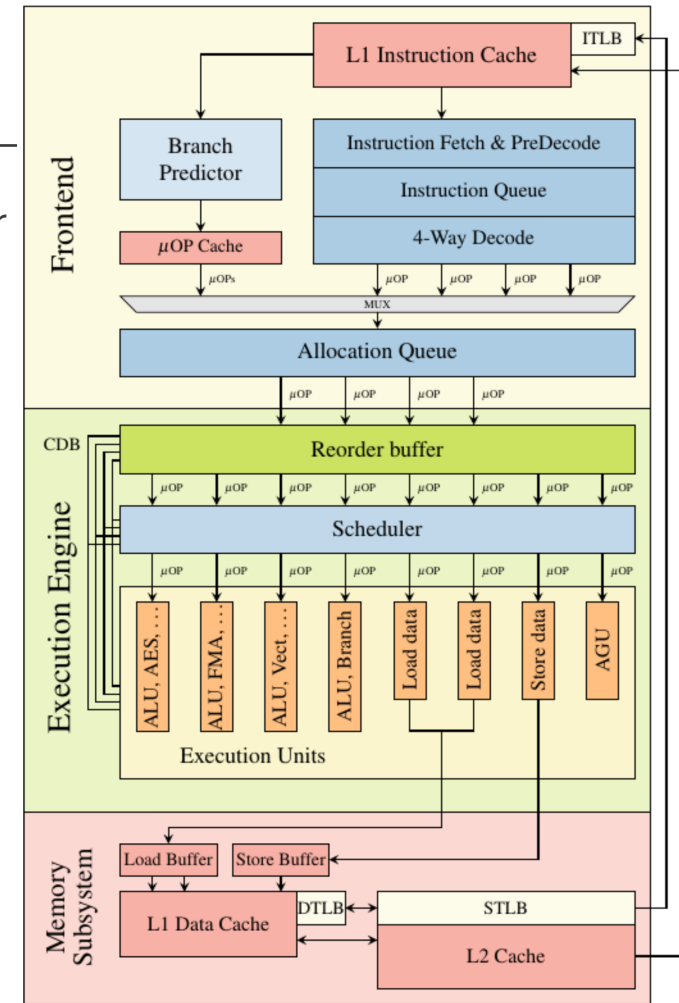 L1 Instruction Cache
ITLB
Branch
Predictor
Instruction Fetch & PreDecode
Instruction Queue
4-Way Decode
μOP Cache
Frontend
μOPs
μOP
μOP
μOP
μOP
MUX
Allocation Queue
μOP
μOP
μOP
μOP
CDB
Reorder buffer
μOP
μOP
μOP
μOP
μOP
μOP
μOP
μOP
Scheduler
Execution Engine
μOP
μOP
μOP
μOP
μOP
μOP
μOP
μOP
ALU, AES, ...
ALU, FMA, ...
ALU, Vect, ...
ALU, Branch
Load data
Load data
Store data
AGU
Execution Units
Memory
Subsystem
Load Buffer
Store Buffer
L1 Data Cache
DTLB
STLB
L2 Cache